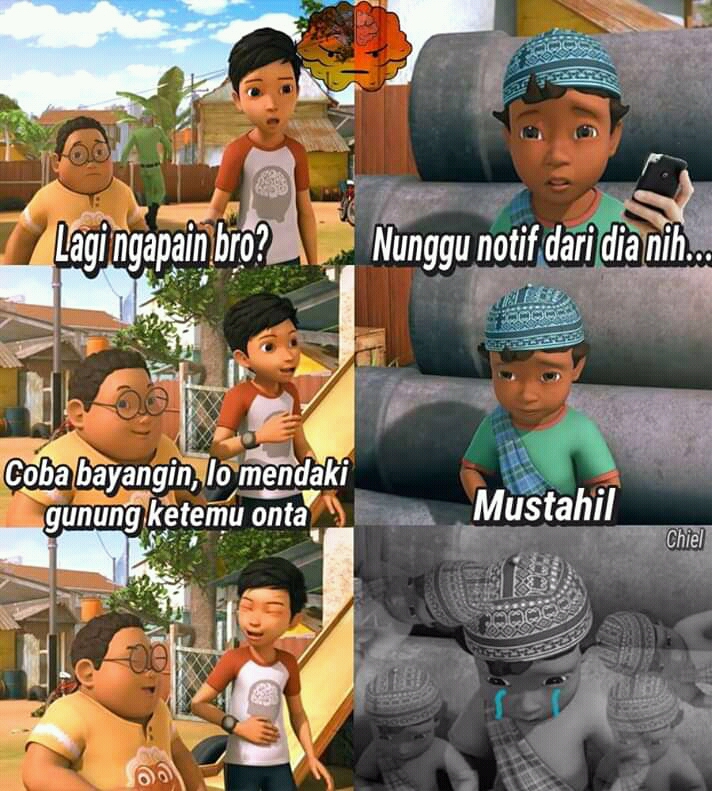 Lagi ngapain bro?
Nunggu notif dari dia nih...
Coba bayangin, lo mendaki
gunung ketemu onta
Mustahil
Chiel